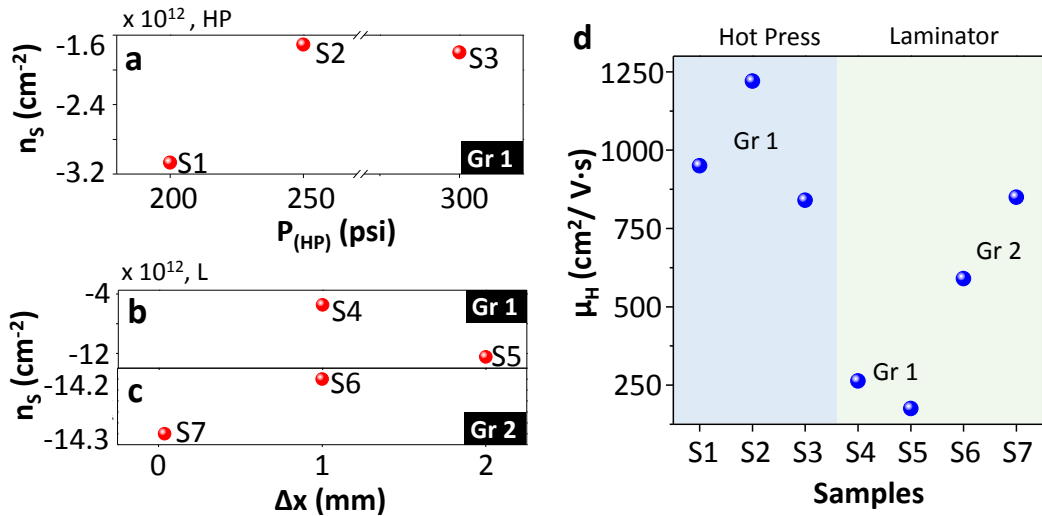 x 10¹², HP
a
-1.6
-2.4
-3.2
nS (cm⁻²)
S1
S2
S3
Gr 1
200
250
300
P(HP) (psi)
x 10¹², L
b
-4
-12
S4
S5
Gr 1
c
-14.2
-14.3
nS (cm⁻²)
S6
S7
Gr 2
0
1
2
Δx (mm)
d
Hot Press
Laminator
1250
1000
750
500
250
μH (cm²/ V·s)
Gr 1
Gr 2
Gr 1
S1 S2 S3 S4 S5 S6 S7
Samples